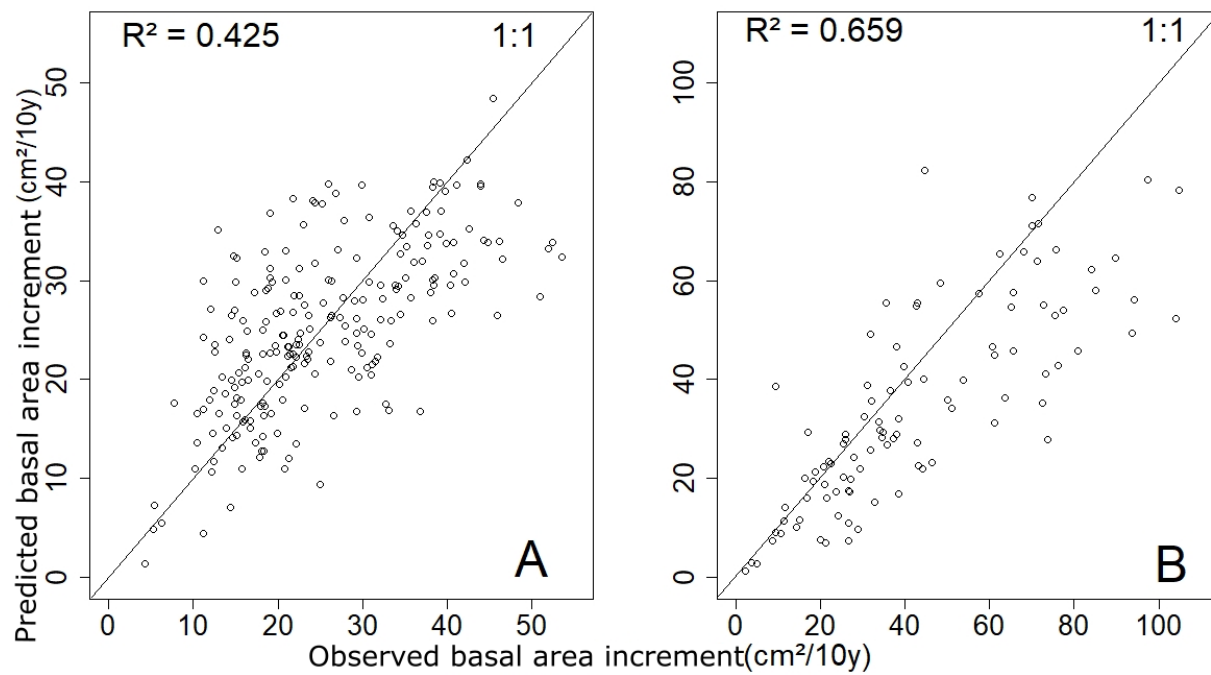 R² = 0.425 1:1
50
40
30
20
10
0
0 10 20 30 40 50
A
R² = 0.659 1:1
100
80
60
40
20
0
0 20 40 60 80 100
B
Predicted basal area increment (cm²/10y)
Observed basal area increment(cm²/10y)